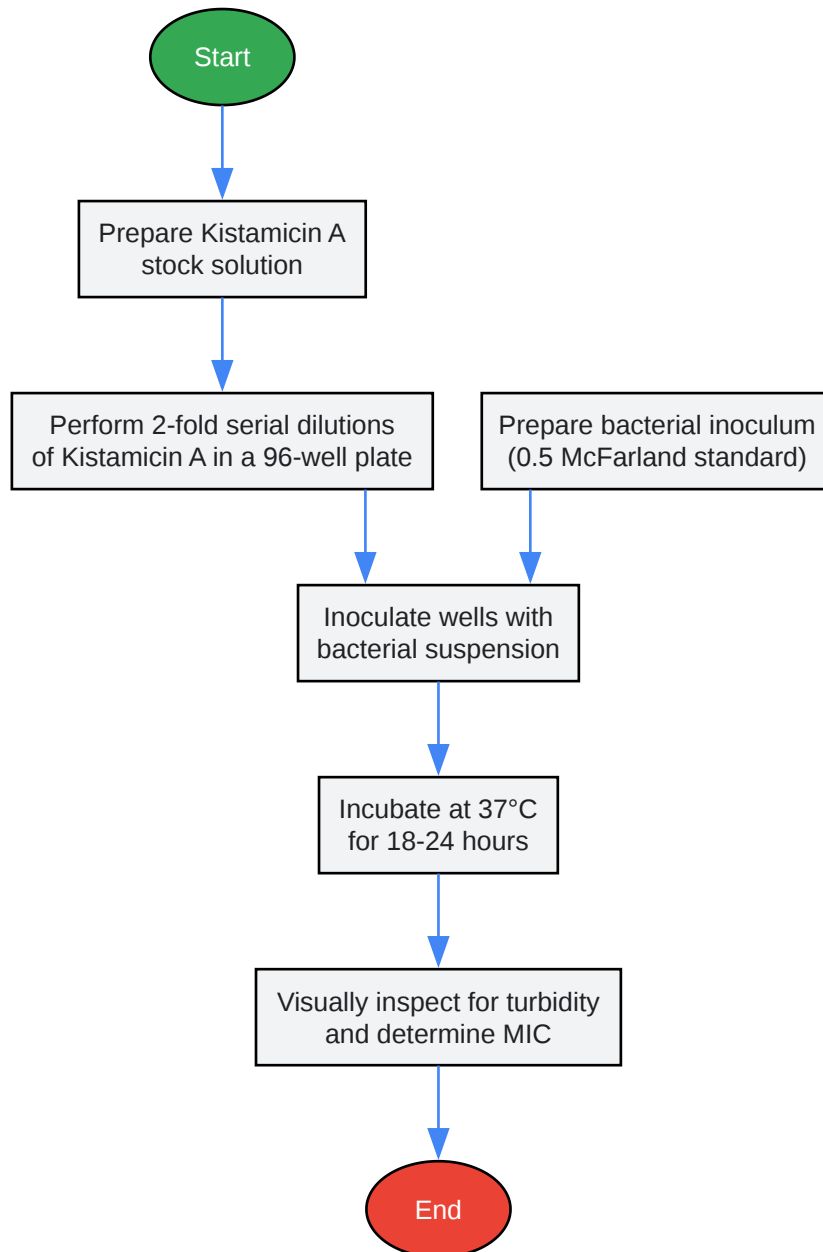 Start
Prepare Kistamicin A
stock solution
Perform 2-fold serial dilutions
of Kistamicin A in a 96-well plate
Prepare bacterial inoculum
(0.5 McFarland standard)
Inoculate wells with
bacterial suspension
Incubate at 37°C
for 18-24 hours
Visually inspect for turbidity
and determine MIC
End